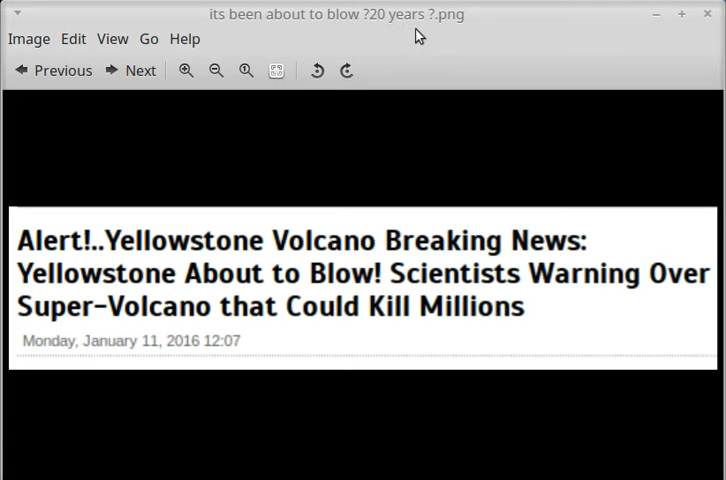 its been about to blow ?20 years ?.png
Image Edit View Go Help
Previous Next
Alert!..Yellowstone Volcano Breaking News:
Yellowstone About to Blow! Scientists Warning Over
Super-Volcano that Could Kill Millions
Monday, January 11, 2016 12:07